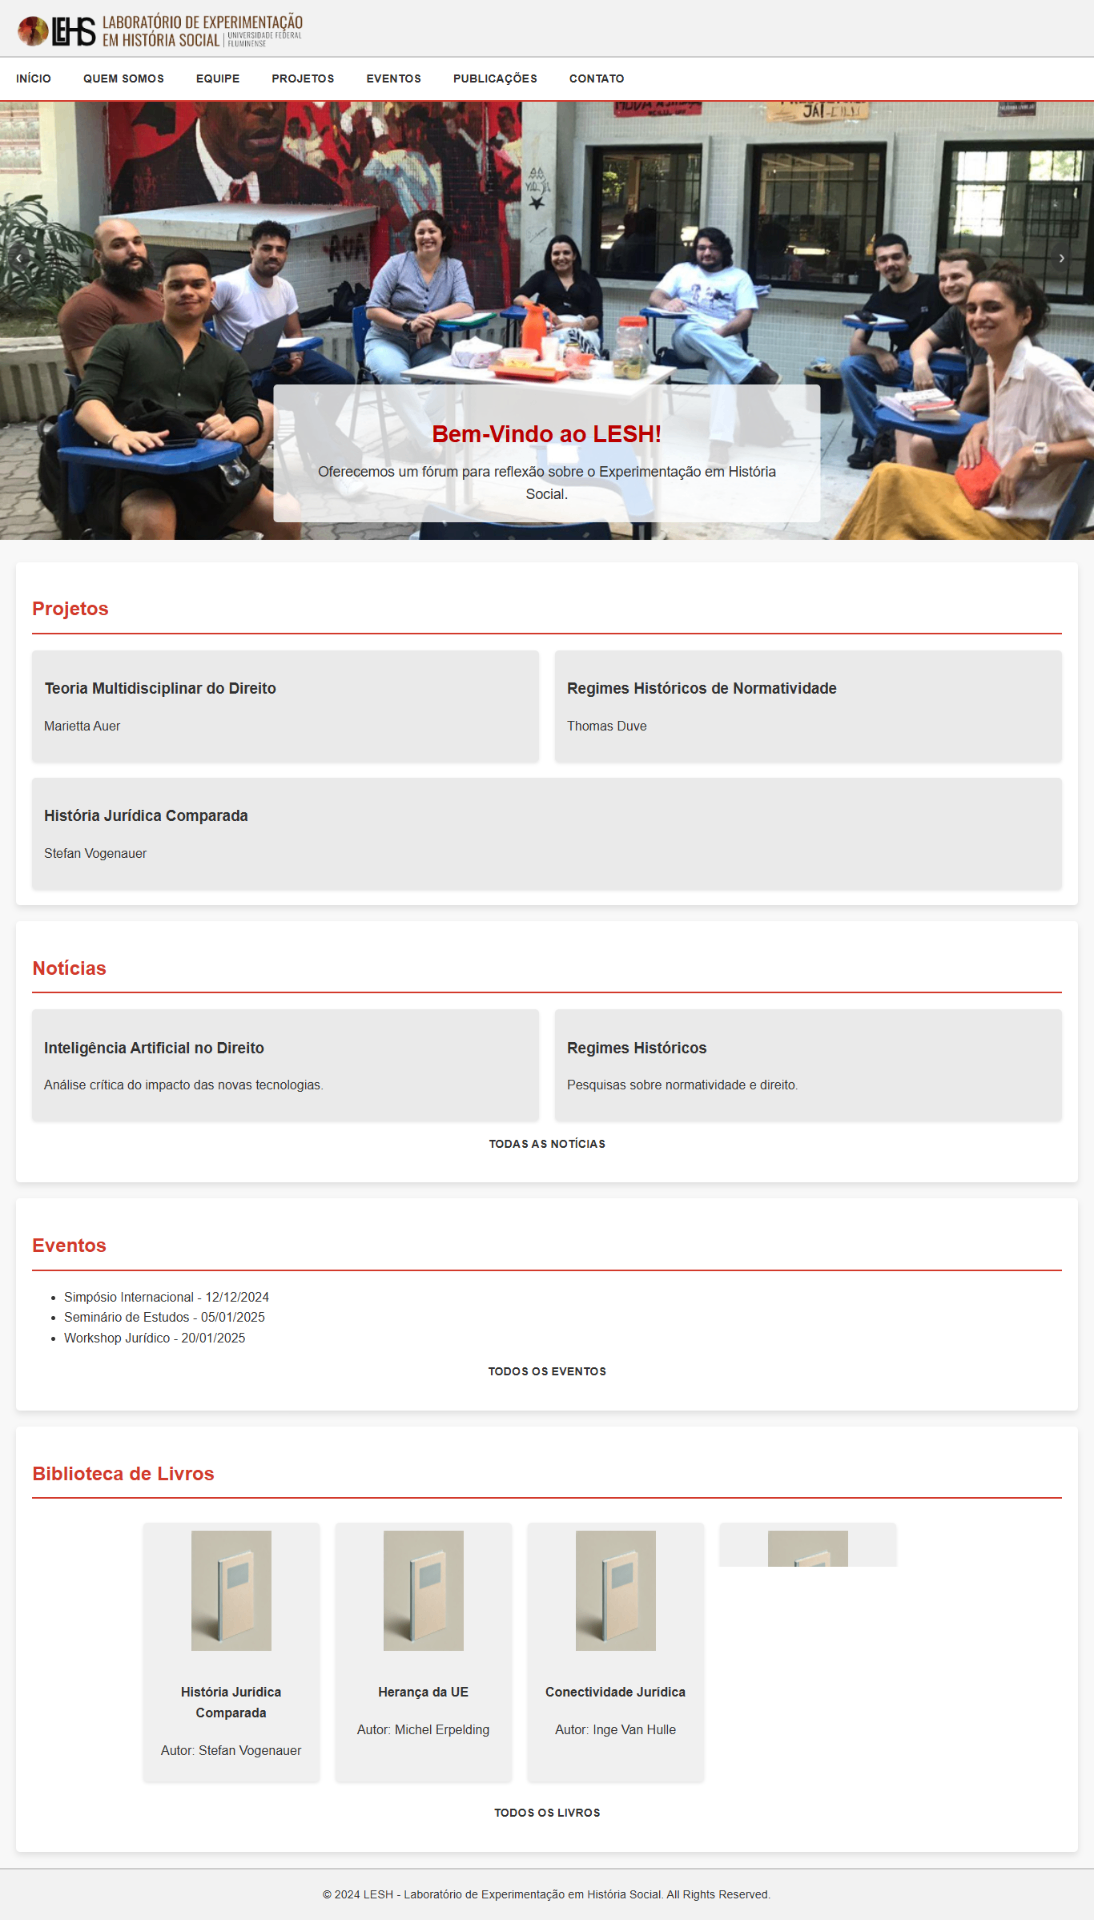 LEHS LABORATÓRIO DE EXPERIMENTAÇÃO
EM HISTÓRIA SOCIAL | UNIVERSIDADE FEDERAL
FLUMINENSE
INÍCIO QUEM SOMOS EQUIPE PROJETOS EVENTOS PUBLICAÇÕES CONTATO
RUA
JÁ!
‹
›
Bem-Vindo ao LESH!
Oferecemos um fórum para reflexão sobre o Experimentação em História
Social.
Projetos
Teoria Multidisciplinar do Direito
Marietta Auer
Regimes Históricos de Normatividade
Thomas Duve
História Jurídica Comparada
Stefan Vogenauer
Notícias
Inteligência Artificial no Direito
Análise crítica do impacto das novas tecnologias.
Regimes Históricos
Pesquisas sobre normatividade e direito.
TODAS AS NOTÍCIAS
Eventos
• Simpósio Internacional - 12/12/2024
• Seminário de Estudos - 05/01/2025
• Workshop Jurídico - 20/01/2025
TODOS OS EVENTOS
Biblioteca de Livros
História Jurídica
Comparada
Autor: Stefan Vogenauer
Herança da UE
Autor: Michel Erpelding
Conectividade Jurídica
Autor: Inge Van Hulle
TODOS OS LIVROS
© 2024 LESH - Laboratório de Experimentação em História Social. All Rights Reserved.